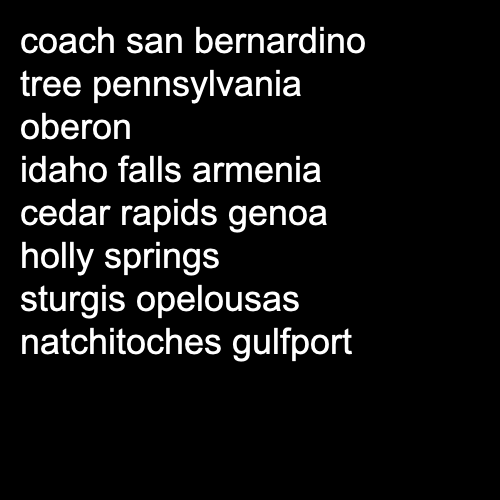 coach san bernardino
tree pennsylvania
oberon
idaho falls armenia
cedar rapids genoa
holly springs
sturgis opelousas
natchitoches gulfport